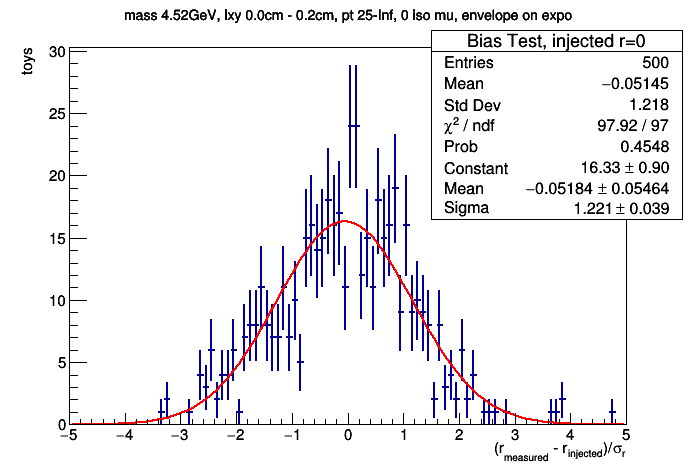 mass 4.52GeV, lxy 0.0cm - 0.2cm, pt 25-Inf, 0 Iso mu, envelope on expo
Bias Test, injected r=0
Entries 500
Mean −0.05145
Std Dev 1.218
χ² / ndf 97.92 / 97
Prob 0.4548
Constant 16.33 ± 0.90
Mean −0.05184 ± 0.05464
Sigma 1.221 ± 0.039
toys
30
25
20
15
10
5
0
−5 −4 −3 −2 −1 0 1 2 3 4 5
(r_measured - r_injected)/σ_r